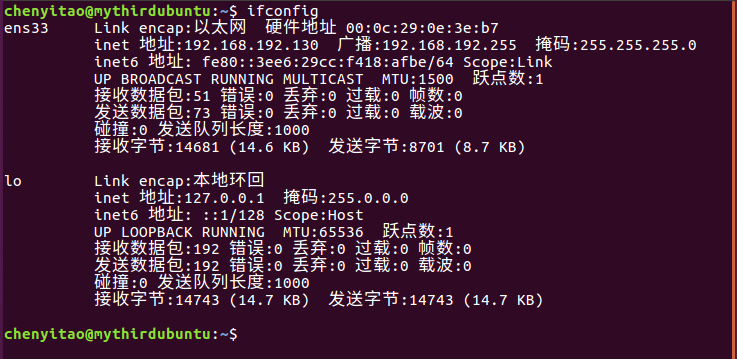 chenyitao@mythirdubuntu:~$ ifconfig
ens33     Link encap:以太网  硬件地址 00:0c:29:0e:3e:b7
          inet 地址:192.168.192.130  广播:192.168.192.255  掩码:255.255.255.0
          inet6 地址: fe80::3ee6:29cc:f418:afbe/64 Scope:Link
          UP BROADCAST RUNNING MULTICAST  MTU:1500  跃点数:1
          接收数据包:51 错误:0 丢弃:0 过载:0 帧数:0
          发送数据包:73 错误:0 丢弃:0 过载:0 载波:0
          碰撞:0 发送队列长度:1000
          接收字节:14681 (14.6 KB)  发送字节:8701 (8.7 KB)

lo        Link encap:本地环回
          inet 地址:127.0.0.1  掩码:255.0.0.0
          inet6 地址: ::1/128 Scope:Host
          UP LOOPBACK RUNNING  MTU:65536  跃点数:1
          接收数据包:192 错误:0 丢弃:0 过载:0 帧数:0
          发送数据包:192 错误:0 丢弃:0 过载:0 载波:0
          碰撞:0 发送队列长度:1000
          接收字节:14743 (14.7 KB)  发送字节:14743 (14.7 KB)

chenyitao@mythirdubuntu:~$